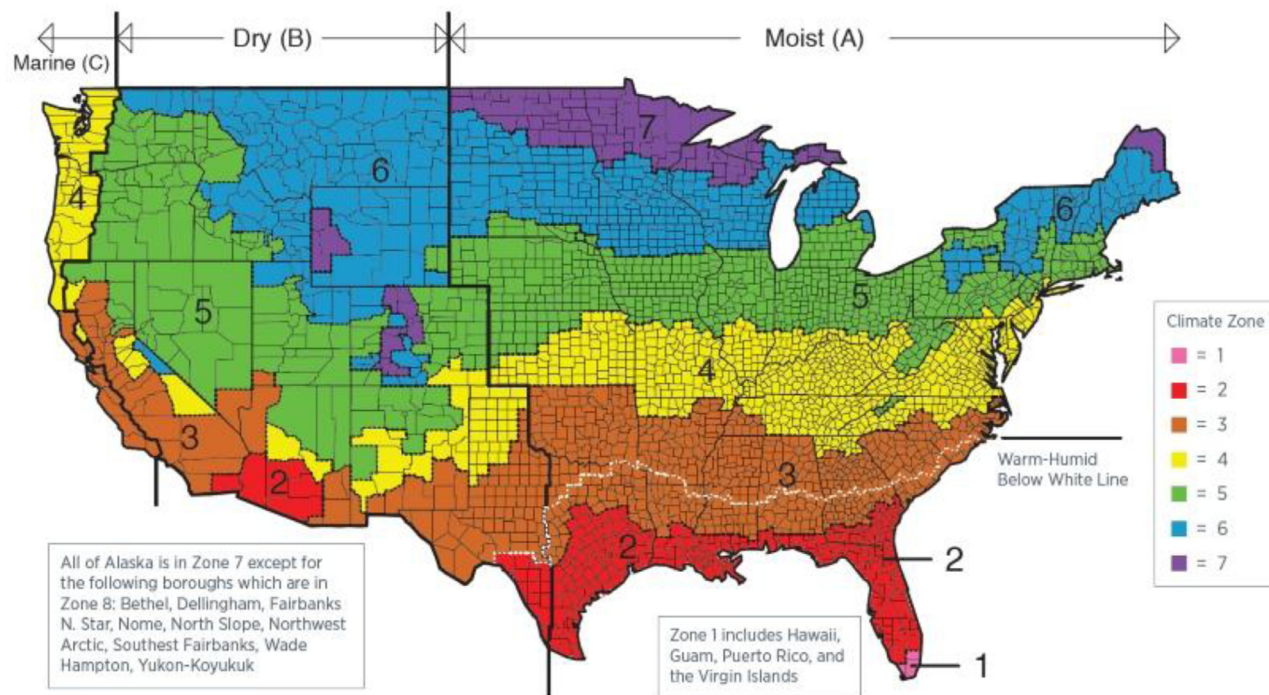 Marine (C)
Dry (B)
Moist (A)
7
6
4
6
5
5
4
3
3
2
2
Warm-Humid
Below White Line
2
1
Climate Zone
= 1
= 2
= 3
= 4
= 5
= 6
= 7
All of Alaska is in Zone 7 except for
the following boroughs which are in
Zone 8: Bethel, Dellingham, Fairbanks
N. Star, Nome, North Slope, Northwest
Arctic, Southest Fairbanks, Wade
Hampton, Yukon-Koyukuk
Zone 1 includes Hawaii,
Guam, Puerto Rico, and
the Virgin Islands